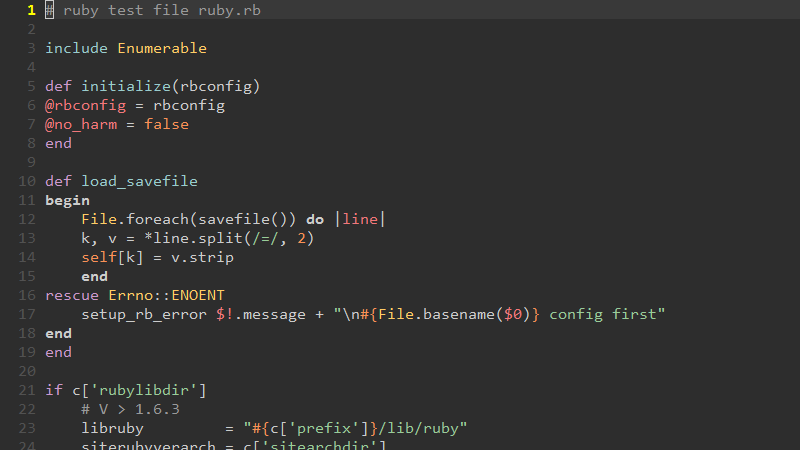 1 # ruby test file ruby.rb
2
3 include Enumerable
4
5 def initialize(rbconfig)
6 @rbconfig = rbconfig
7 @no_harm = false
8 end
9
10 def load_savefile
11 begin
12     File.foreach(savefile()) do |line|
13     k, v = *line.split(/=/, 2)
14     self[k] = v.strip
15     end
16 rescue Errno::ENOENT
17     setup_rb_error $!.message + "\n#{File.basename($0)} config first"
18 end
19 end
20
21 if c['rubylibdir']
22     # V > 1.6.3
23     libruby         = "#{c['prefix']}/lib/ruby"
24     siterubyverarch = c['sitearchdir']